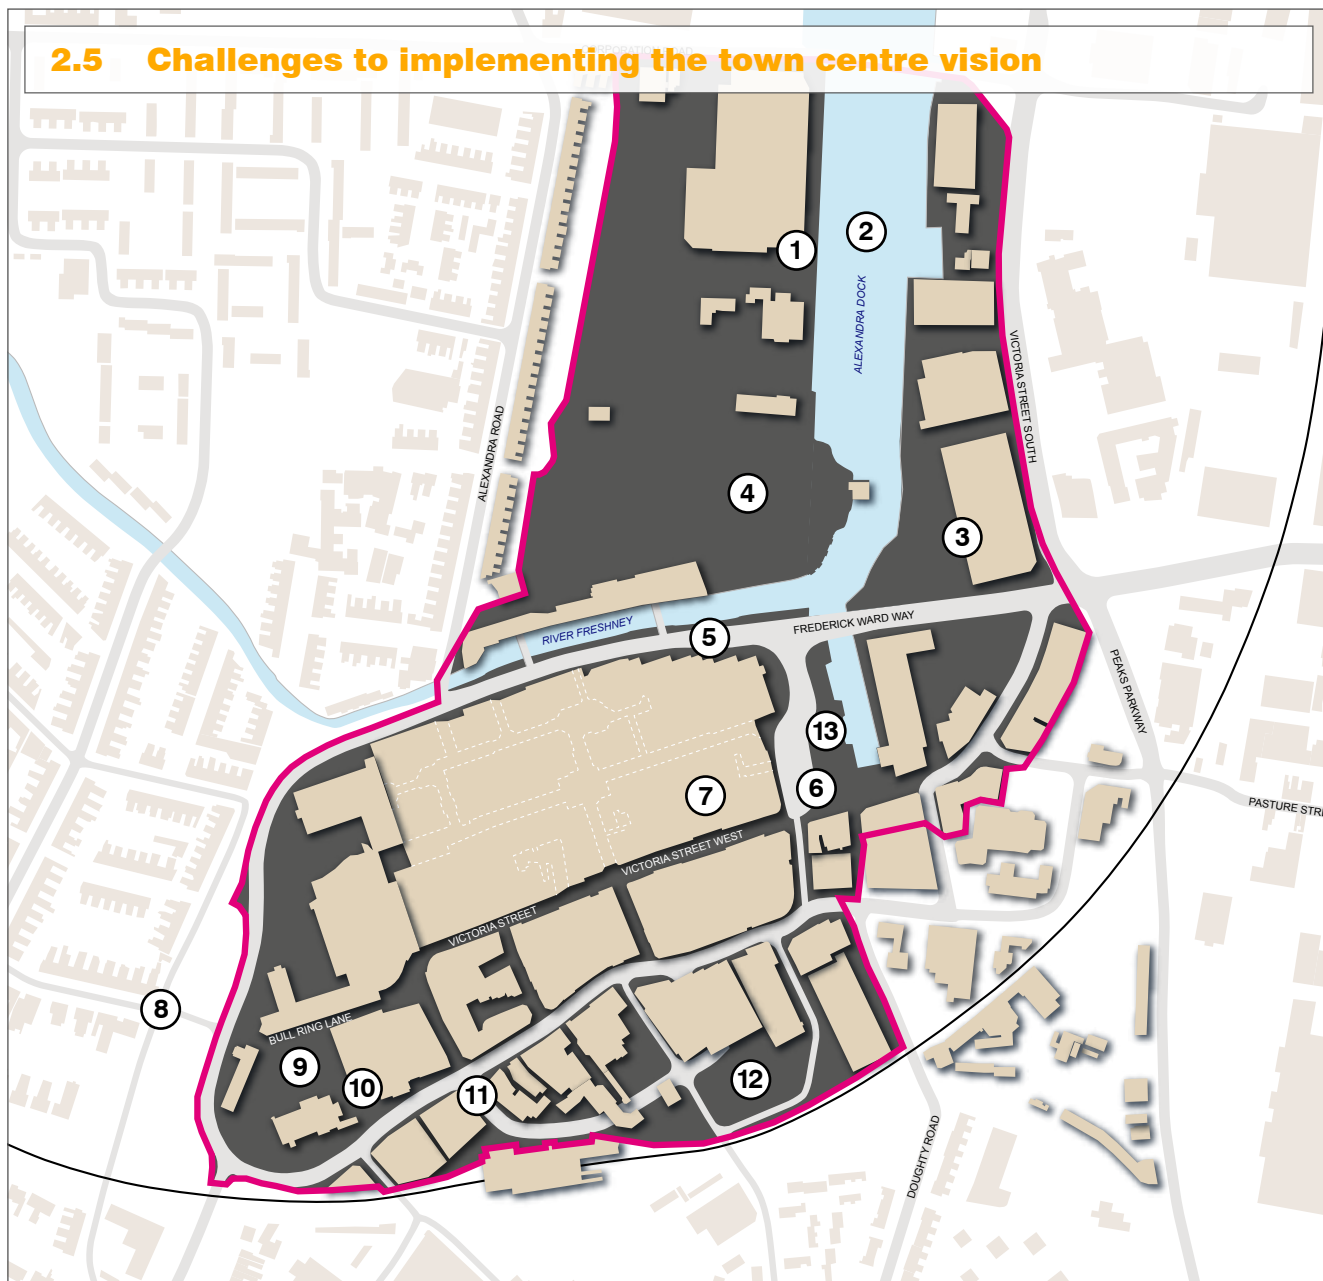 2.5 Challenges to implementing the town centre vision
CORPORATION ROAD
1
2
ALEXANDRA DOCK
VICTORIA STREET SOUTH
ALEXANDRA ROAD
4
3
RIVER FRESHNEY
5
FREDERICK WARD WAY
PEAKS PARKWAY
13
6
7
PASTURE STR
VICTORIA STREET WEST
VICTORIA STREET
8
BULL RING LANE
9
10
11
12
DOUGHTY ROAD